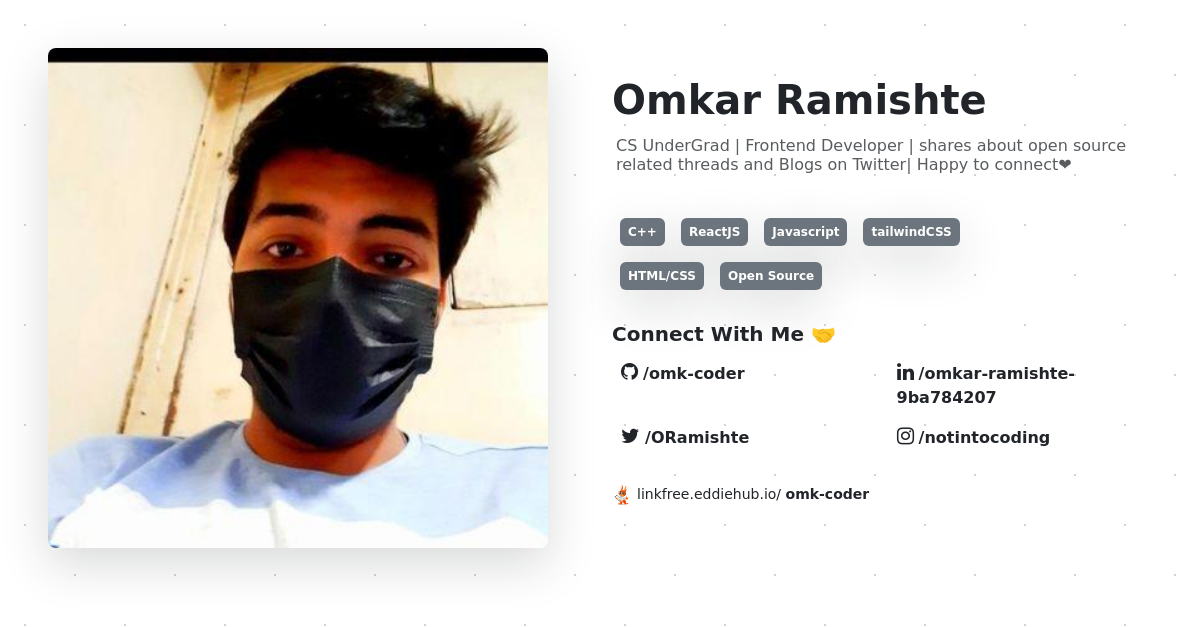 Omkar Ramishte
CS UnderGrad | Frontend Developer | shares about open source
related threads and Blogs on Twitter| Happy to connect❤
C++ ReactJS Javascript tailwindCSS
HTML/CSS Open Source
Connect With Me 🤝
/omk-coder
/omkar-ramishte-
9ba784207
/ORamishte
/notintocoding
linkfree.eddiehub.io/ omk-coder